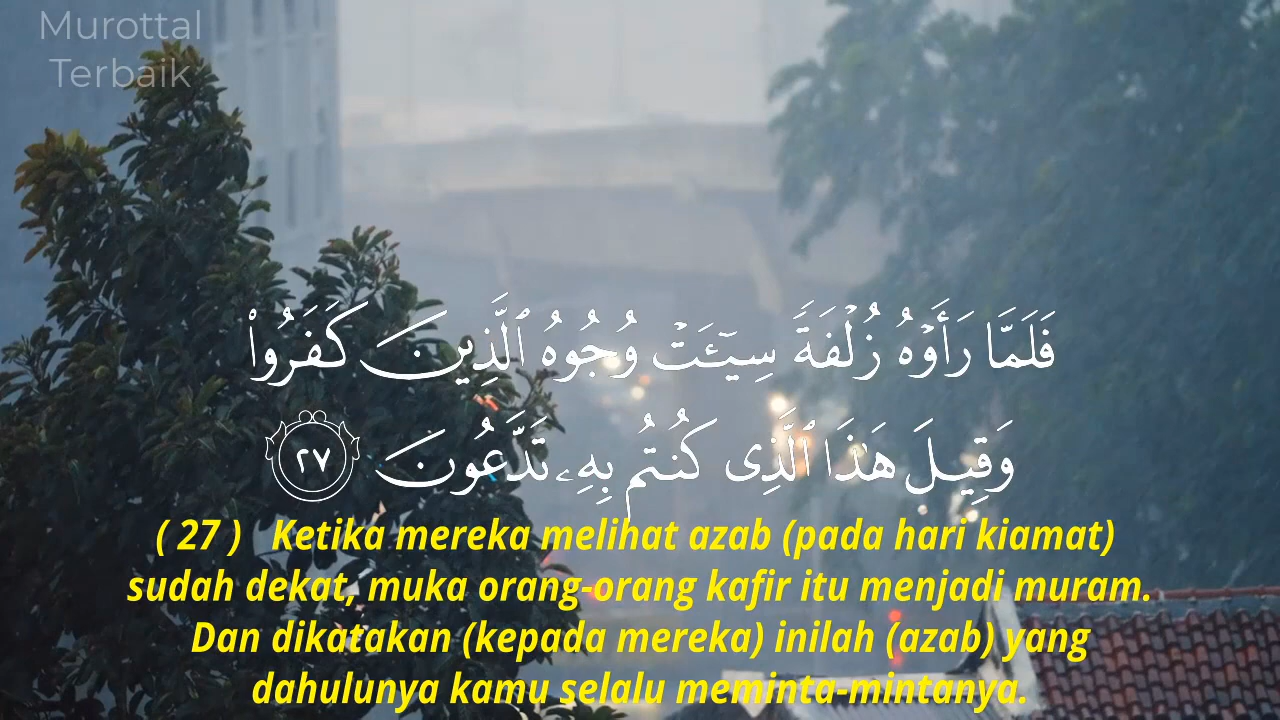 Murottal
Terbaik
فَلَمَّا رَأَوْهُ زُلْفَةً سِيٓـَٔتْ وُجُوهُ ٱلَّذِينَ كَفَرُوا۟
وَقِيلَ هَٰذَا ٱلَّذِى كُنتُم بِهِۦ تَدَّعُونَ ٢٧
( 27 ) Ketika mereka melihat azab (pada hari kiamat)
sudah dekat, muka orang-orang kafir itu menjadi muram.
Dan dikatakan (kepada mereka) inilah (azab) yang
dahulunya kamu selalu meminta-mintanya.